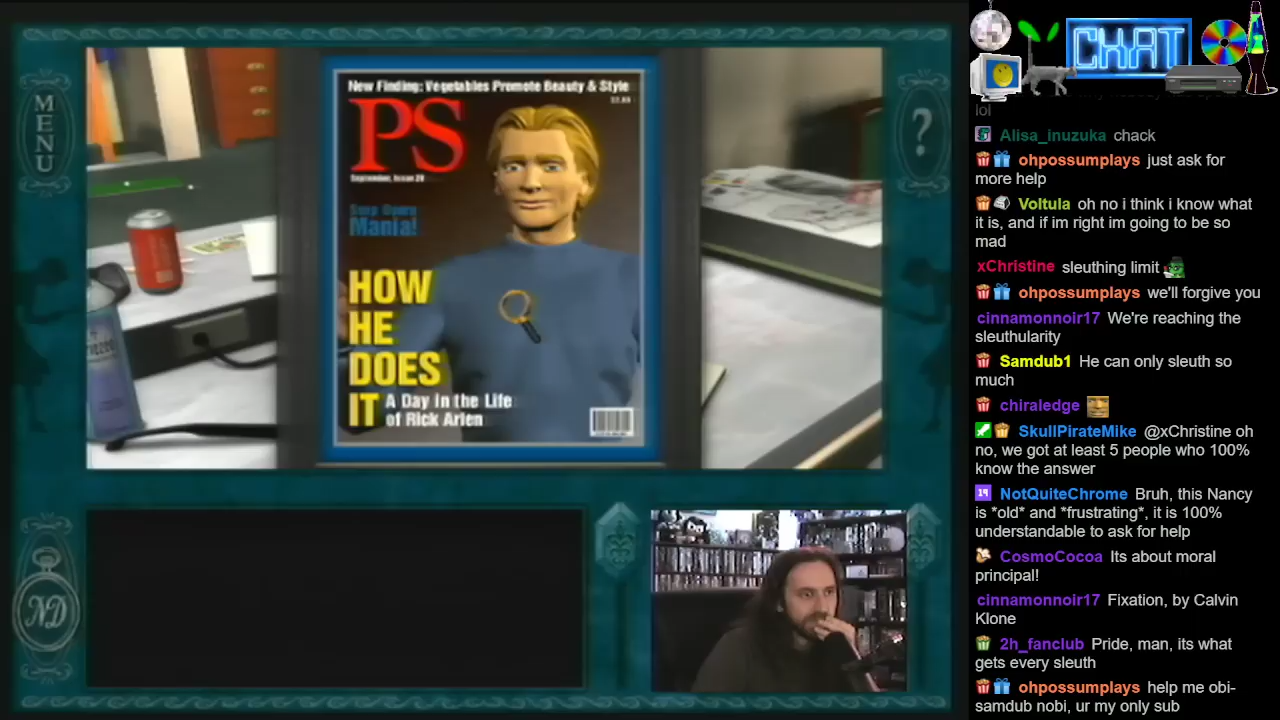 MENU
?
New Finding: Vegetables Promote Beauty & Style
PS
September, Issue 28
Soap Opera
Mania!
HOW
HE
DOES
IT A Day in the Life
of Rick Arlen
ND
CHAT
lol
Alisa_inuzuka chack
ohpossumplays just ask for
more help
Voltula oh no i think i know what
it is, and if im right im going to be so
mad
xChristine sleuthing limit
ohpossumplays we'll forgive you
cinnamonnoir17 We're reaching the
sleuthularity
Samdub1 He can only sleuth so
much
chiraledge
SkullPirateMike @xChristine oh
no, we got at least 5 people who 100%
know the answer
19 NotQuiteChrome Bruh, this Nancy
is *old* and *frustrating*, it is 100%
understandable to ask for help
CosmoCocoa Its about moral
principal!
cinnamonnoir17 Fixation, by Calvin
Klone
2h_fanclub Pride, man, its what
gets every sleuth
ohpossumplays help me obi-
samdub nobi, ur my only sub